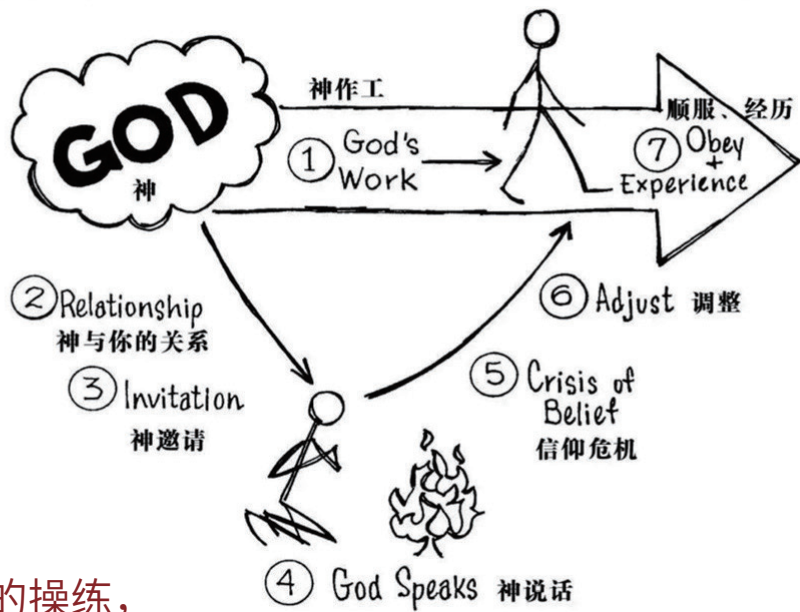 GOD
神
神作工
① God's
Work
顺服、经历
⑦ Obey
+
Experience
② Relationship
神与你的关系
③ Invitation
神邀请
④ God Speaks 神说话
⑤ Crisis of
Belief
信仰危机
⑥ Adjust 调整
的操练，